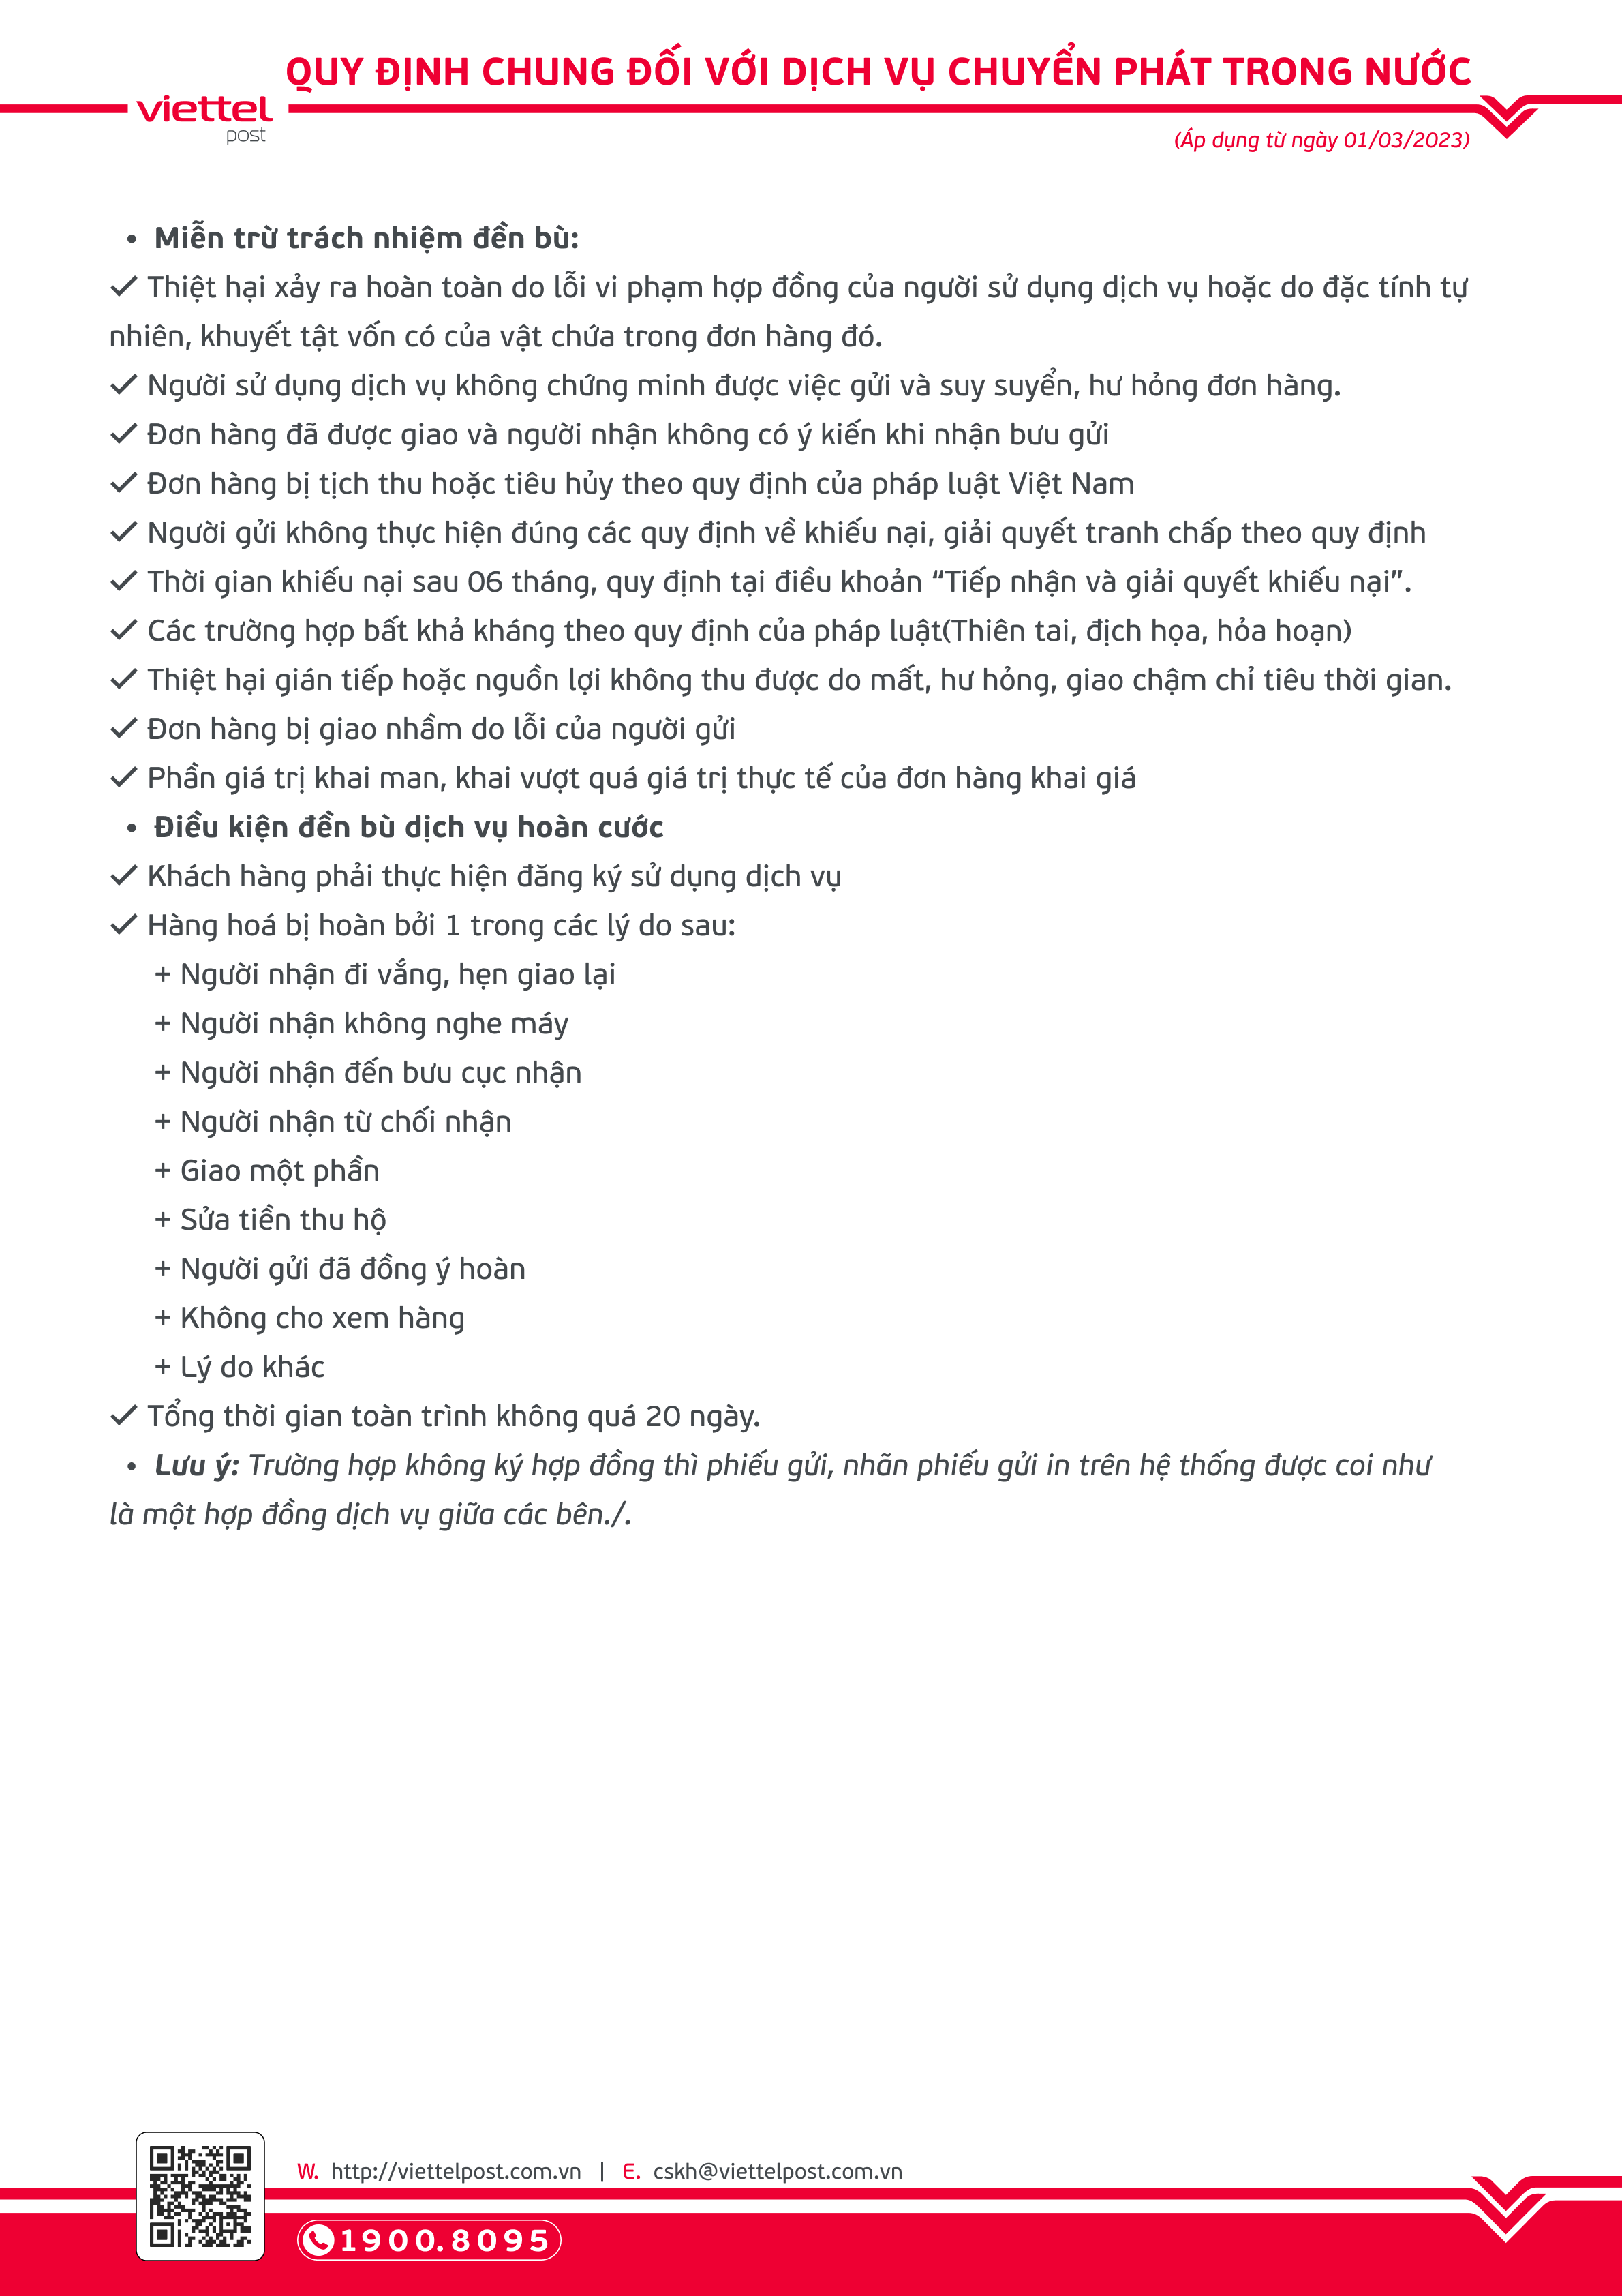 QUY ĐỊNH CHUNG ĐỐI VỚI DỊCH VỤ CHUYỂN PHÁT TRONG NƯỚC
viettel
post
(Áp dụng từ ngày 01/03/2023)
• Miễn trừ trách nhiệm đền bù:
✓ Thiệt hại xảy ra hoàn toàn do lỗi vi phạm hợp đồng của người sử dụng dịch vụ hoặc do đặc tính tự
nhiên, khuyết tật vốn có của vật chứa trong đơn hàng đó.
✓ Người sử dụng dịch vụ không chứng minh được việc gửi và suy suyển, hư hỏng đơn hàng.
✓ Đơn hàng đã được giao và người nhận không có ý kiến khi nhận bưu gửi
✓ Đơn hàng bị tịch thu hoặc tiêu hủy theo quy định của pháp luật Việt Nam
✓ Người gửi không thực hiện đúng các quy định về khiếu nại, giải quyết tranh chấp theo quy định
✓ Thời gian khiếu nại sau 06 tháng, quy định tại điều khoản “Tiếp nhận và giải quyết khiếu nại”.
✓ Các trường hợp bất khả kháng theo quy định của pháp luật(Thiên tai, địch họa, hỏa hoạn)
✓ Thiệt hại gián tiếp hoặc nguồn lợi không thu được do mất, hư hỏng, giao chậm chỉ tiêu thời gian.
✓ Đơn hàng bị giao nhầm do lỗi của người gửi
✓ Phần giá trị khai man, khai vượt quá giá trị thực tế của đơn hàng khai giá
• Điều kiện đền bù dịch vụ hoàn cước
✓ Khách hàng phải thực hiện đăng ký sử dụng dịch vụ
✓ Hàng hoá bị hoàn bởi 1 trong các lý do sau:
+ Người nhận đi vắng, hẹn giao lại
+ Người nhận không nghe máy
+ Người nhận đến bưu cục nhận
+ Người nhận từ chối nhận
+ Giao một phần
+ Sửa tiền thu hộ
+ Người gửi đã đồng ý hoàn
+ Không cho xem hàng
+ Lý do khác
✓ Tổng thời gian toàn trình không quá 20 ngày.
• Lưu ý: Trường hợp không ký hợp đồng thì phiếu gửi, nhãn phiếu gửi in trên hệ thống được coi như
là một hợp đồng dịch vụ giữa các bên./.
W. http://viettelpost.com.vn | E. cskh@viettelpost.com.vn
1900.8095